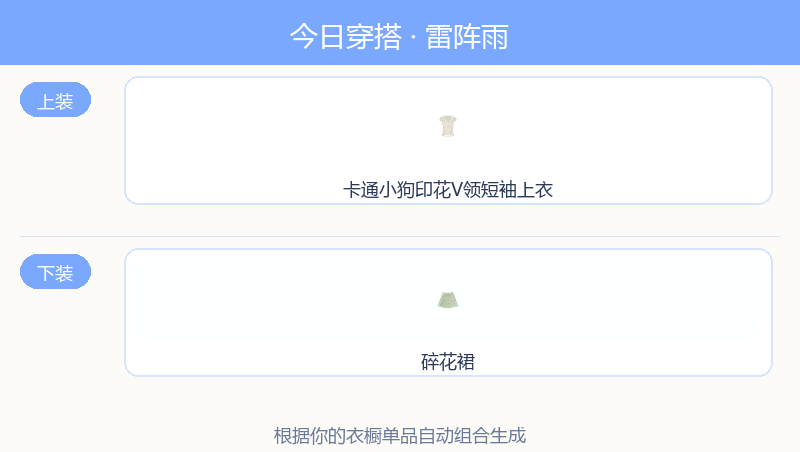 今日穿搭 · 雷阵雨
上装
卡通小狗印花V领短袖上衣
下装
碎花裙
根据你的衣橱单品自动组合生成